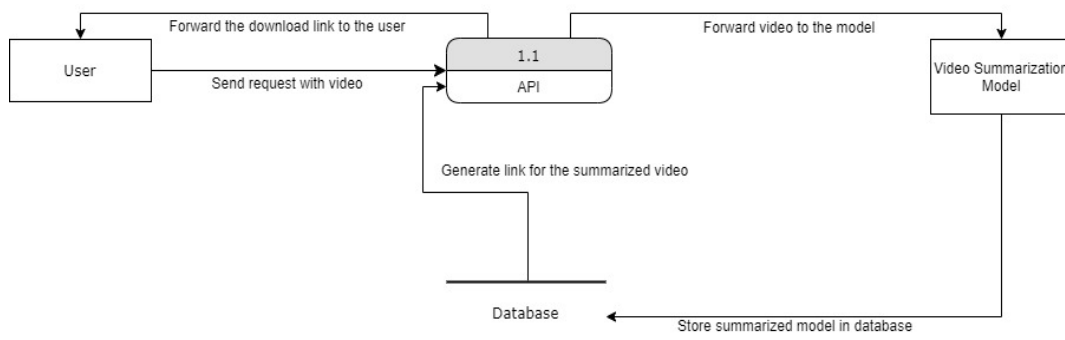 Forward the download link to the user
Forward video to the model
1.1
User
API
Send request with video
Video Summarization
Model
Generate link for the summarized video
Database
Store summarized model in database